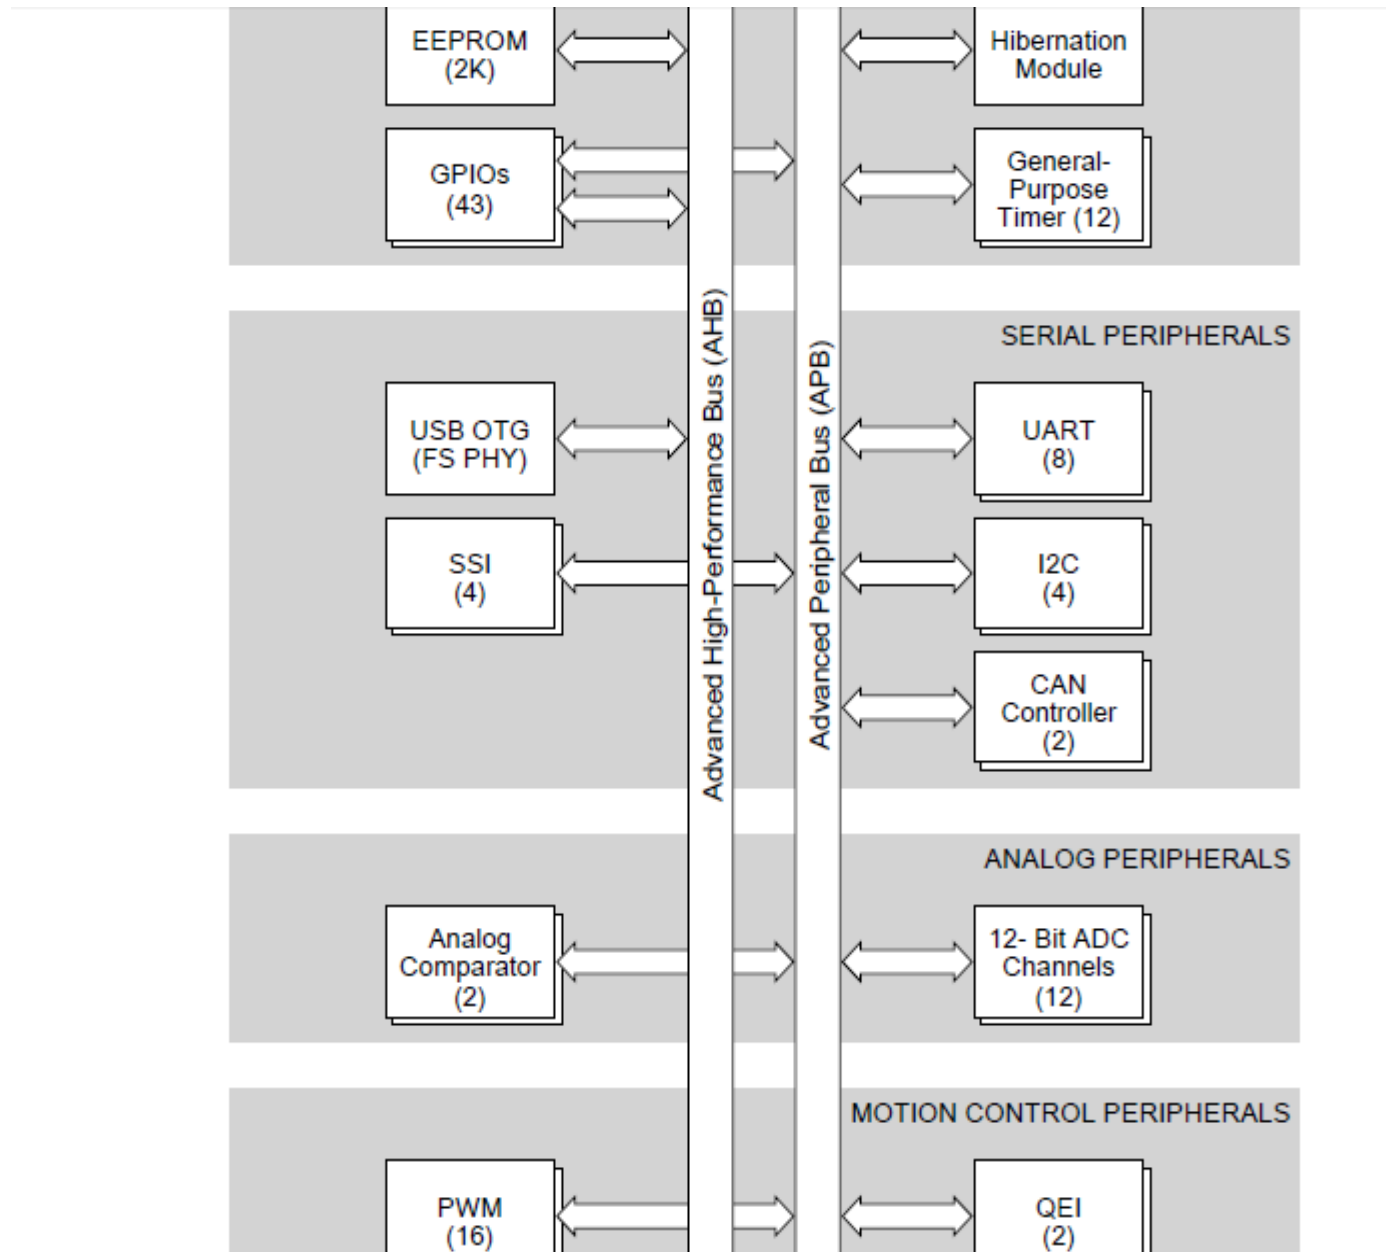 EEPROM
(2K)
Hibernation
Module
GPIOs
(43)
General-
Purpose
Timer (12)
Advanced High-Performance Bus (AHB)
Advanced Peripheral Bus (APB)
SERIAL PERIPHERALS
USB OTG
(FS PHY)
UART
(8)
SSI
(4)
I2C
(4)
CAN
Controller
(2)
ANALOG PERIPHERALS
Analog
Comparator
(2)
12- Bit ADC
Channels
(12)
MOTION CONTROL PERIPHERALS
PWM
(16)
QEI
(2)